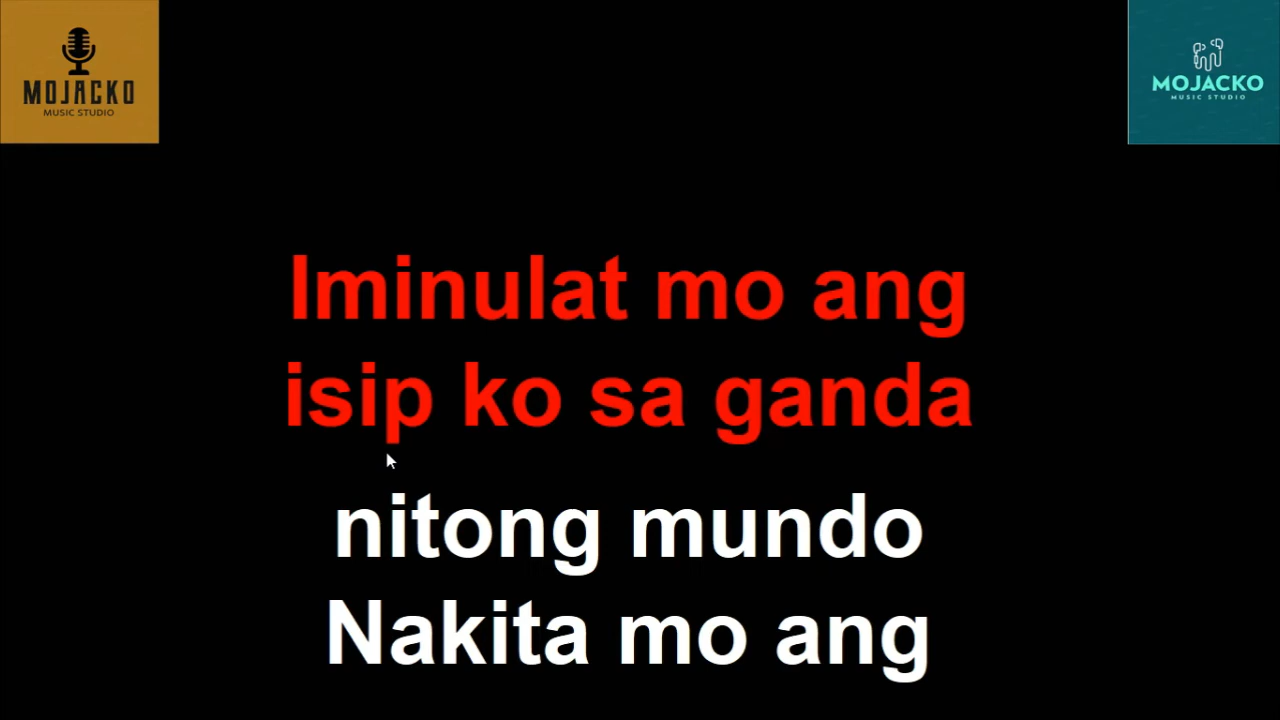 MOJACKO
MUSIC STUDIO
MOJACKO
MUSIC STUDIO
Iminulat mo ang
isip ko sa ganda
nitong mundo
Nakita mo ang